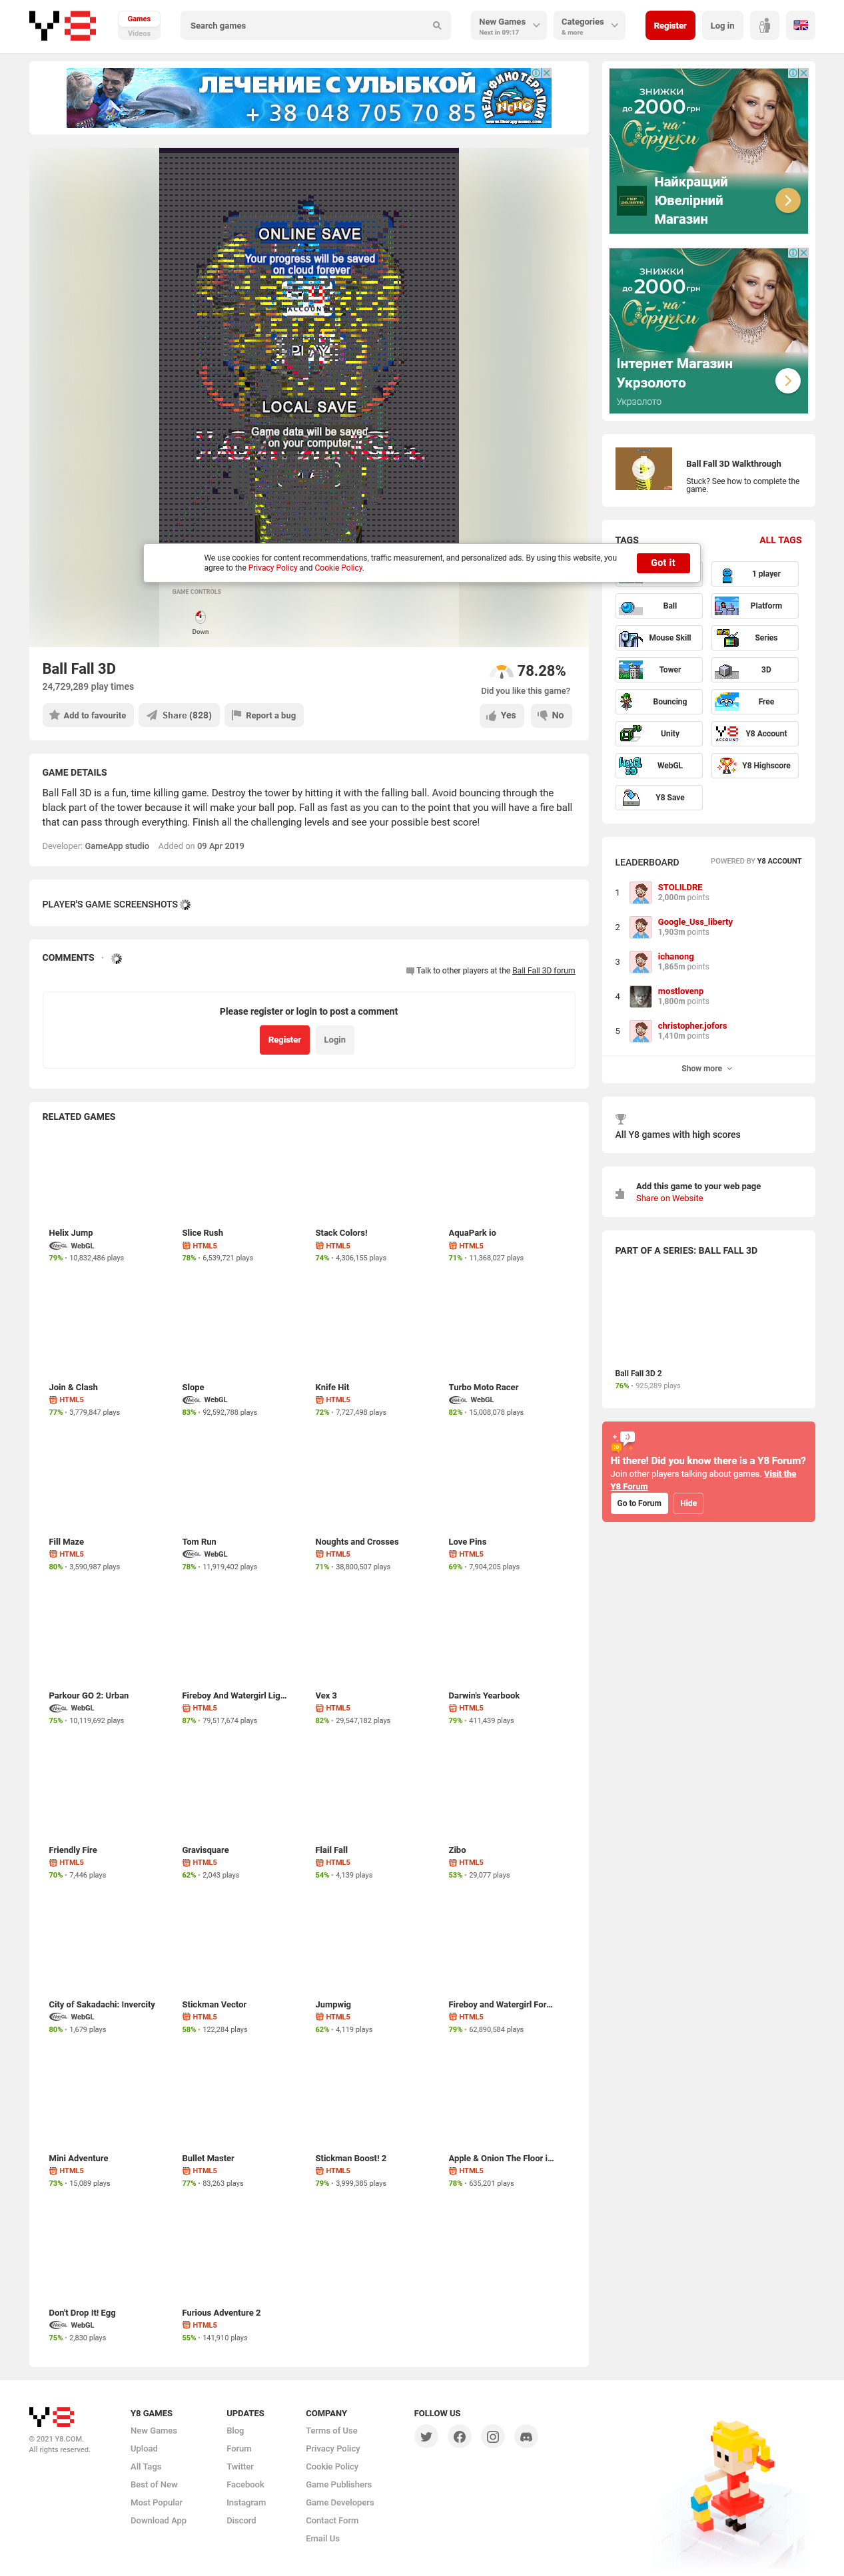 Games
Videos
Search games
New Games
Next in 09:17
Categories
& more
Register
Log in
ЛЕЧЕНИЕ С УЛЫБКОЙ
+ 38 048 705 70 85
ДЕЛЬФИНОТЕРАПИЯ
NEMO
www.therapynemo.com
ONLINE SAVE
Your progress will be saved
on cloud forever
ACCOUNT
PLAY
LOCAL SAVE
Game data will be saved
on your computer
We use cookies for content recommendations, traffic measurement, and personalized ads. By using this website, you
agree to the Privacy Policy and Cookie Policy.
Got it
GAME CONTROLS
Down
Ball Fall 3D
24,729,289 play times
78.28%
Did you like this game?
Add to favourite
Share (828)
Report a bug
Yes
No
GAME DETAILS
Ball Fall 3D is a fun, time killing game. Destroy the tower by hitting it with the falling ball. Avoid bouncing through the
black part of the tower because it will make your ball pop. Fall as fast as you can to the point that you will have a fire ball
that can pass through everything. Finish all the challenging levels and see your possible best score!
Developer: GameApp studio Added on 09 Apr 2019
PLAYER'S GAME SCREENSHOTS
COMMENTS
Talk to other players at the Ball Fall 3D forum
Please register or login to post a comment
Register
Login
RELATED GAMES
Helix Jump
WebGL
79% - 10,832,486 plays
Slice Rush
HTML5
78% - 6,539,721 plays
Stack Colors!
HTML5
74% - 4,306,155 plays
AquaPark io
HTML5
71% - 11,368,027 plays
Join & Clash
HTML5
77% - 3,779,847 plays
Slope
WebGL
83% - 92,592,788 plays
Knife Hit
HTML5
72% - 7,727,498 plays
Turbo Moto Racer
WebGL
82% - 15,008,078 plays
Fill Maze
HTML5
80% - 3,590,987 plays
Tom Run
WebGL
78% - 11,919,402 plays
Noughts and Crosses
HTML5
71% - 38,800,507 plays
Love Pins
HTML5
69% - 7,904,205 plays
Parkour GO 2: Urban
WebGL
75% - 10,119,692 plays
Fireboy And Watergirl Lig...
HTML5
87% - 79,517,674 plays
Vex 3
HTML5
82% - 29,547,182 plays
Darwin's Yearbook
HTML5
79% - 411,439 plays
Friendly Fire
HTML5
70% - 7,446 plays
Gravisquare
HTML5
62% - 2,043 plays
Flail Fall
HTML5
54% - 4,139 plays
Zibo
HTML5
53% - 29,077 plays
City of Sakadachi: Invercity
WebGL
80% - 1,679 plays
Stickman Vector
HTML5
58% - 122,284 plays
Jumpwig
HTML5
62% - 4,119 plays
Fireboy and Watergirl For...
HTML5
79% - 62,890,584 plays
Mini Adventure
HTML5
73% - 15,089 plays
Bullet Master
HTML5
77% - 83,263 plays
Stickman Boost! 2
HTML5
79% - 3,999,385 plays
Apple & Onion The Floor i...
HTML5
78% - 635,201 plays
Don't Drop It! Egg
WebGL
75% - 2,830 plays
Furious Adventure 2
HTML5
55% - 141,910 plays
ЗНИЖКИ
до 2000 грн
на
Обручки
Найкращий
Ювелірний
Магазин
ЗНИЖКИ
до 2000 грн
на
Обручки
Інтернет Магазин
Укрзолото
Укрзолото
Ball Fall 3D Walkthrough
Stuck? See how to complete the
game.
TAGS
ALL TAGS
1 player
Ball
Platform
Mouse Skill
Series
Tower
3D
Bouncing
Free
Unity
Y8 Account
WebGL
Y8 Highscore
Y8 Save
LEADERBOARD
POWERED BY Y8 ACCOUNT
1 STOLILDRE
2,000m points
2 Google_Uss_liberty
1,903m points
3 ichanong
1,865m points
4 mostlovenp
1,800m points
5 christopher.jofors
1,410m points
Show more
All Y8 games with high scores
Add this game to your web page
Share on Website
PART OF A SERIES: BALL FALL 3D
Ball Fall 3D 2
76% - 925,289 plays
Hi there! Did you know there is a Y8 Forum?
Join other players talking about games. Visit the
Y8 Forum
Go to Forum
Hide
© 2021 Y8.COM.
All rights reserved.
Y8 GAMES
New Games
Upload
All Tags
Best of New
Most Popular
Download App
UPDATES
Blog
Forum
Twitter
Facebook
Instagram
Discord
COMPANY
Terms of Use
Privacy Policy
Cookie Policy
Game Publishers
Game Developers
Contact Form
Email Us
FOLLOW US